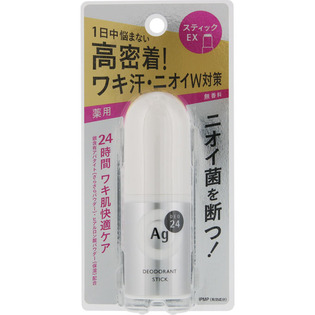 1日中悩まない
高密着!
ワキ汗・ニオイW対策
スティック
EX
無香料
薬用
24時間 ワキ肌快適ケア
ニオイ菌を断つ!
Ag
DEO
24
DEODORANT
STICK